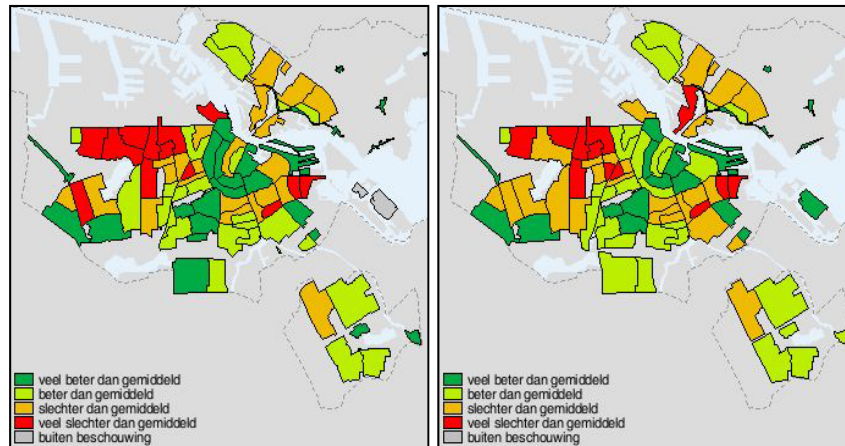 veel beter dan gemiddeld
beter dan gemiddeld
slechter dan gemiddeld
veel slechter dan gemiddeld
buiten beschouwing
veel beter dan gemiddeld
beter dan gemiddeld
slechter dan gemiddeld
veel slechter dan gemiddeld
buiten beschouwing